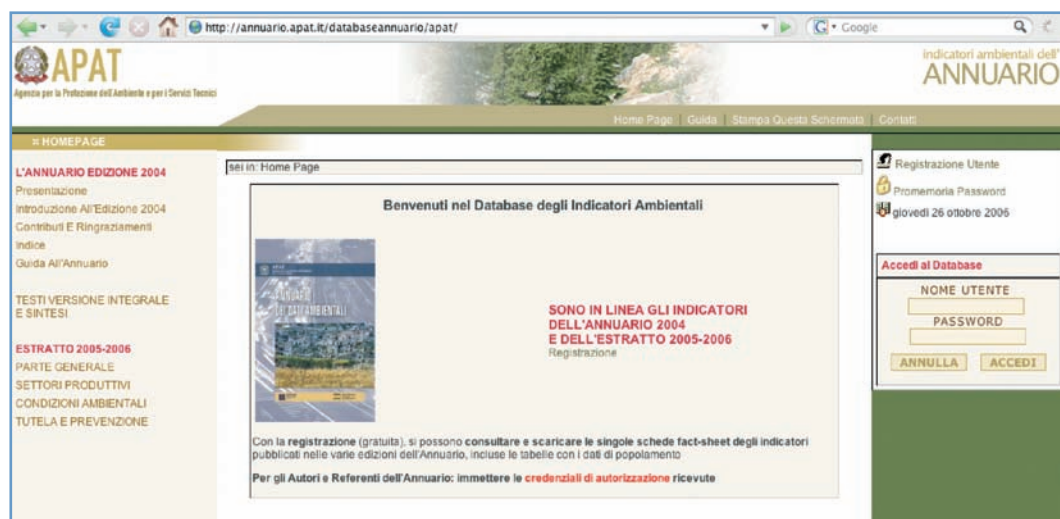 http://annuario.apat.it/databaseannuario/apat/
G Google
APAT
Agenzia per la Protezione dell'Ambiente e per i Servizi Tecnici
indicatori ambientali dell'
ANNUARIO
Home Page | Guida | Stampa Questa Schermata | Contatti
HOMEPAGE
L'ANNUARIO EDIZIONE 2004
Presentazione
Introduzione All'Edizione 2004
Contributi E Ringraziamenti
Indice
Guida All'Annuario
TESTI VERSIONE INTEGRALE
E SINTESI
ESTRATTO 2005-2006
PARTE GENERALE
SETTORI PRODUTTIVI
CONDIZIONI AMBIENTALI
TUTELA E PREVENZIONE
sei in: Home Page
Benvenuti nel Database degli Indicatori Ambientali
ANNUARIO
DEI DATI AMBIENTALI
SONO IN LINEA GLI INDICATORI
DELL'ANNUARIO 2004
E DELL'ESTRATTO 2005-2006
Registrazione
Con la registrazione (gratuita), si possono consultare e scaricare le singole schede fact-sheet degli indicatori
pubblicati nelle varie edizioni dell'Annuario, incluse le tabelle con i dati di popolamento
Per gli Autori e Referenti dell'Annuario: immettere le credenziali di autorizzazione ricevute
Registrazione Utente
Promemoria Password
giovedì 26 ottobre 2006
Accedi al Database
NOME UTENTE
PASSWORD
ANNULLA ACCEDI